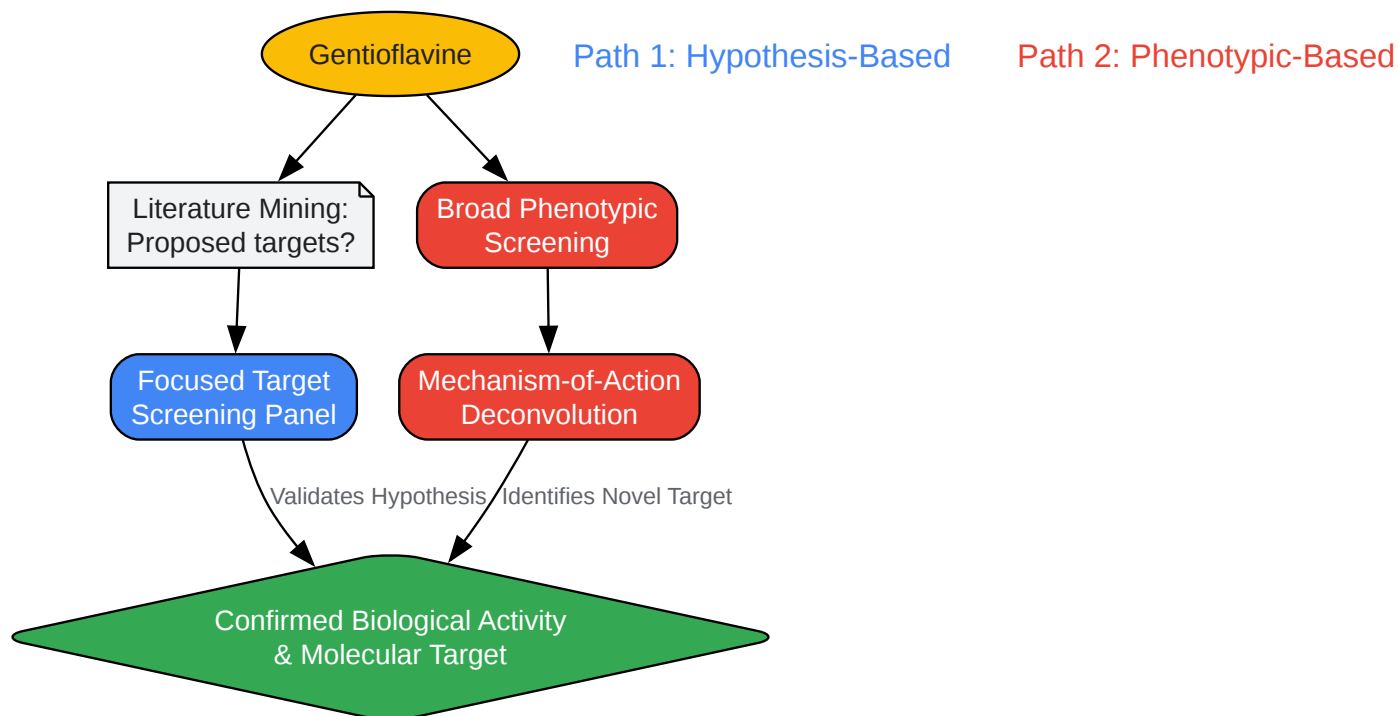 Gentioflavine
Path 1: Hypothesis-Based
Path 2: Phenotypic-Based
Literature Mining:
Proposed targets?
Broad Phenotypic
Screening
Focused Target
Screening Panel
Mechanism-of-Action
Deconvolution
Validates Hypothesis
Identifies Novel Target
Confirmed Biological Activity
& Molecular Target